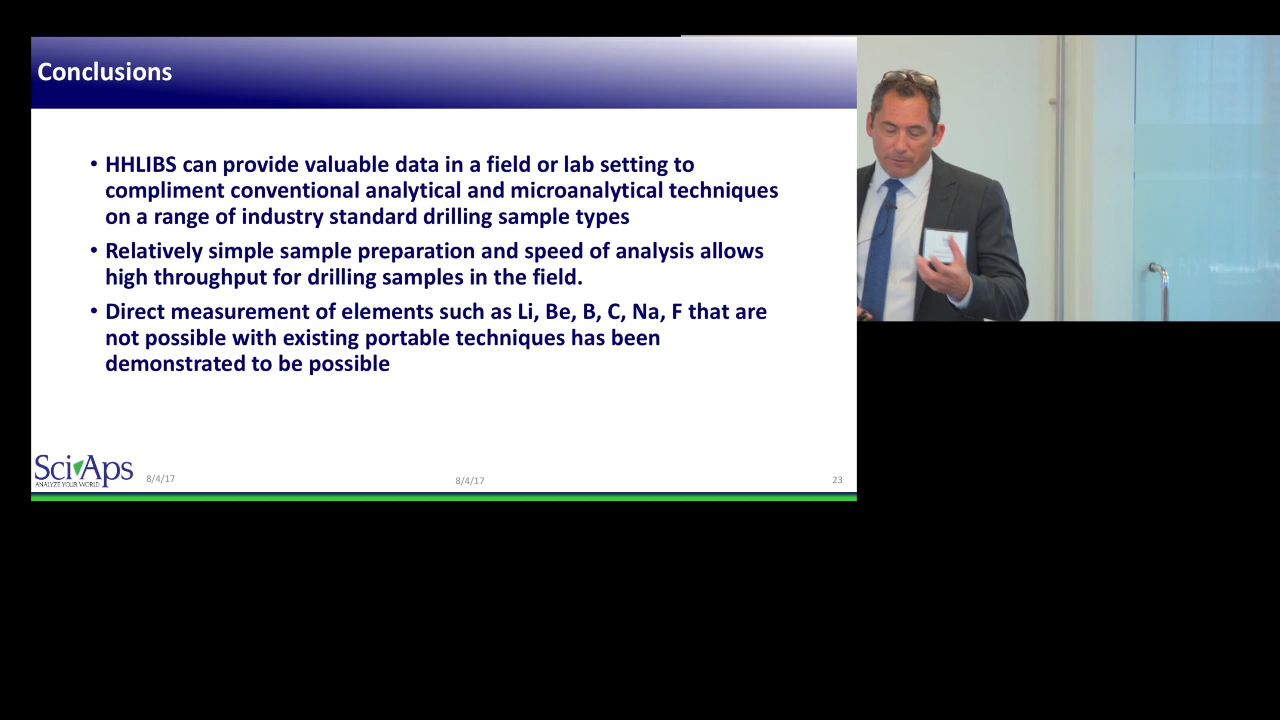 Conclusions
• HHLIBS can provide valuable data in a field or lab setting to
compliment conventional analytical and microanalytical techniques
on a range of industry standard drilling sample types
• Relatively simple sample preparation and speed of analysis allows
high throughput for drilling samples in the field.
• Direct measurement of elements such as Li, Be, B, C, Na, F that are
not possible with existing portable techniques has been
demonstrated to be possible
SciAps
ANALYZE YOUR WORLD
8/4/17
8/4/17
23